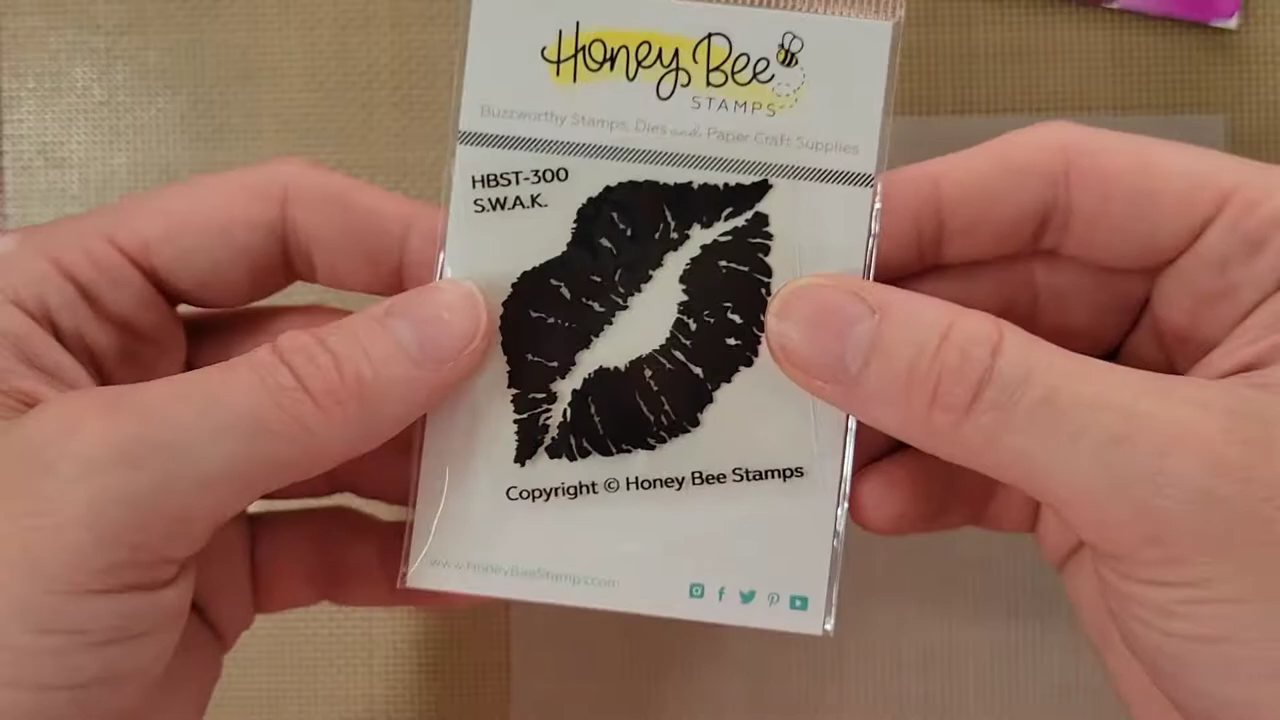 Honey Bee
STAMPS
Buzzworthy Stamps, Dies and Paper Craft Supplies
HBST-300
S.W.A.K.
Copyright © Honey Bee Stamps
www.HoneyBeeStamps.com